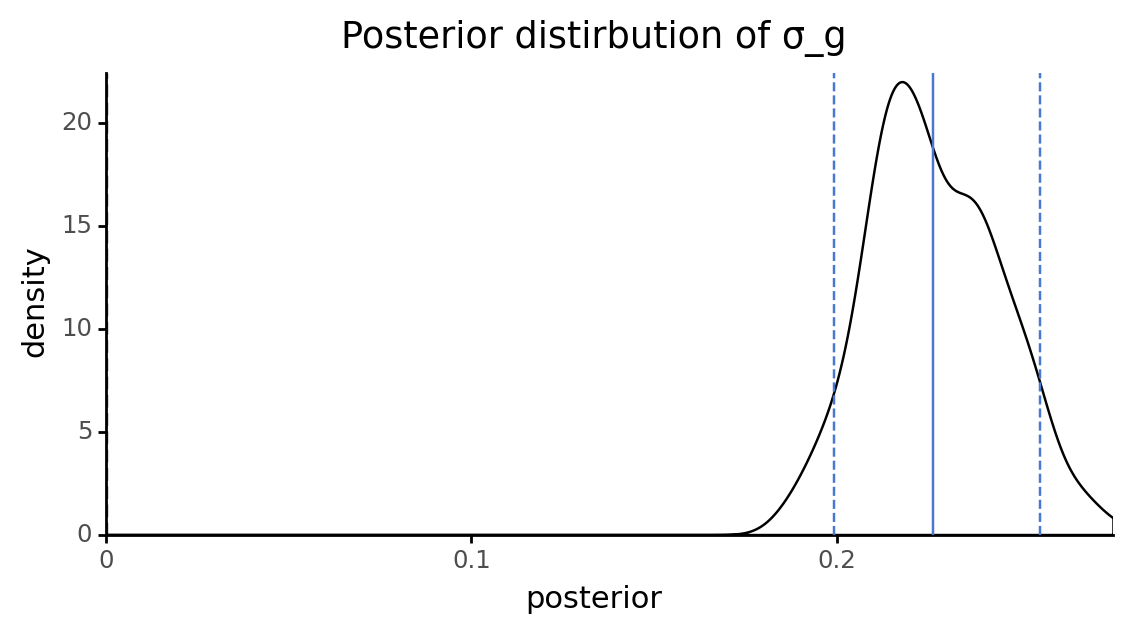 Posterior distirbution of σ_g
density
20
15
10
5
0
0 0.1 0.2
posterior